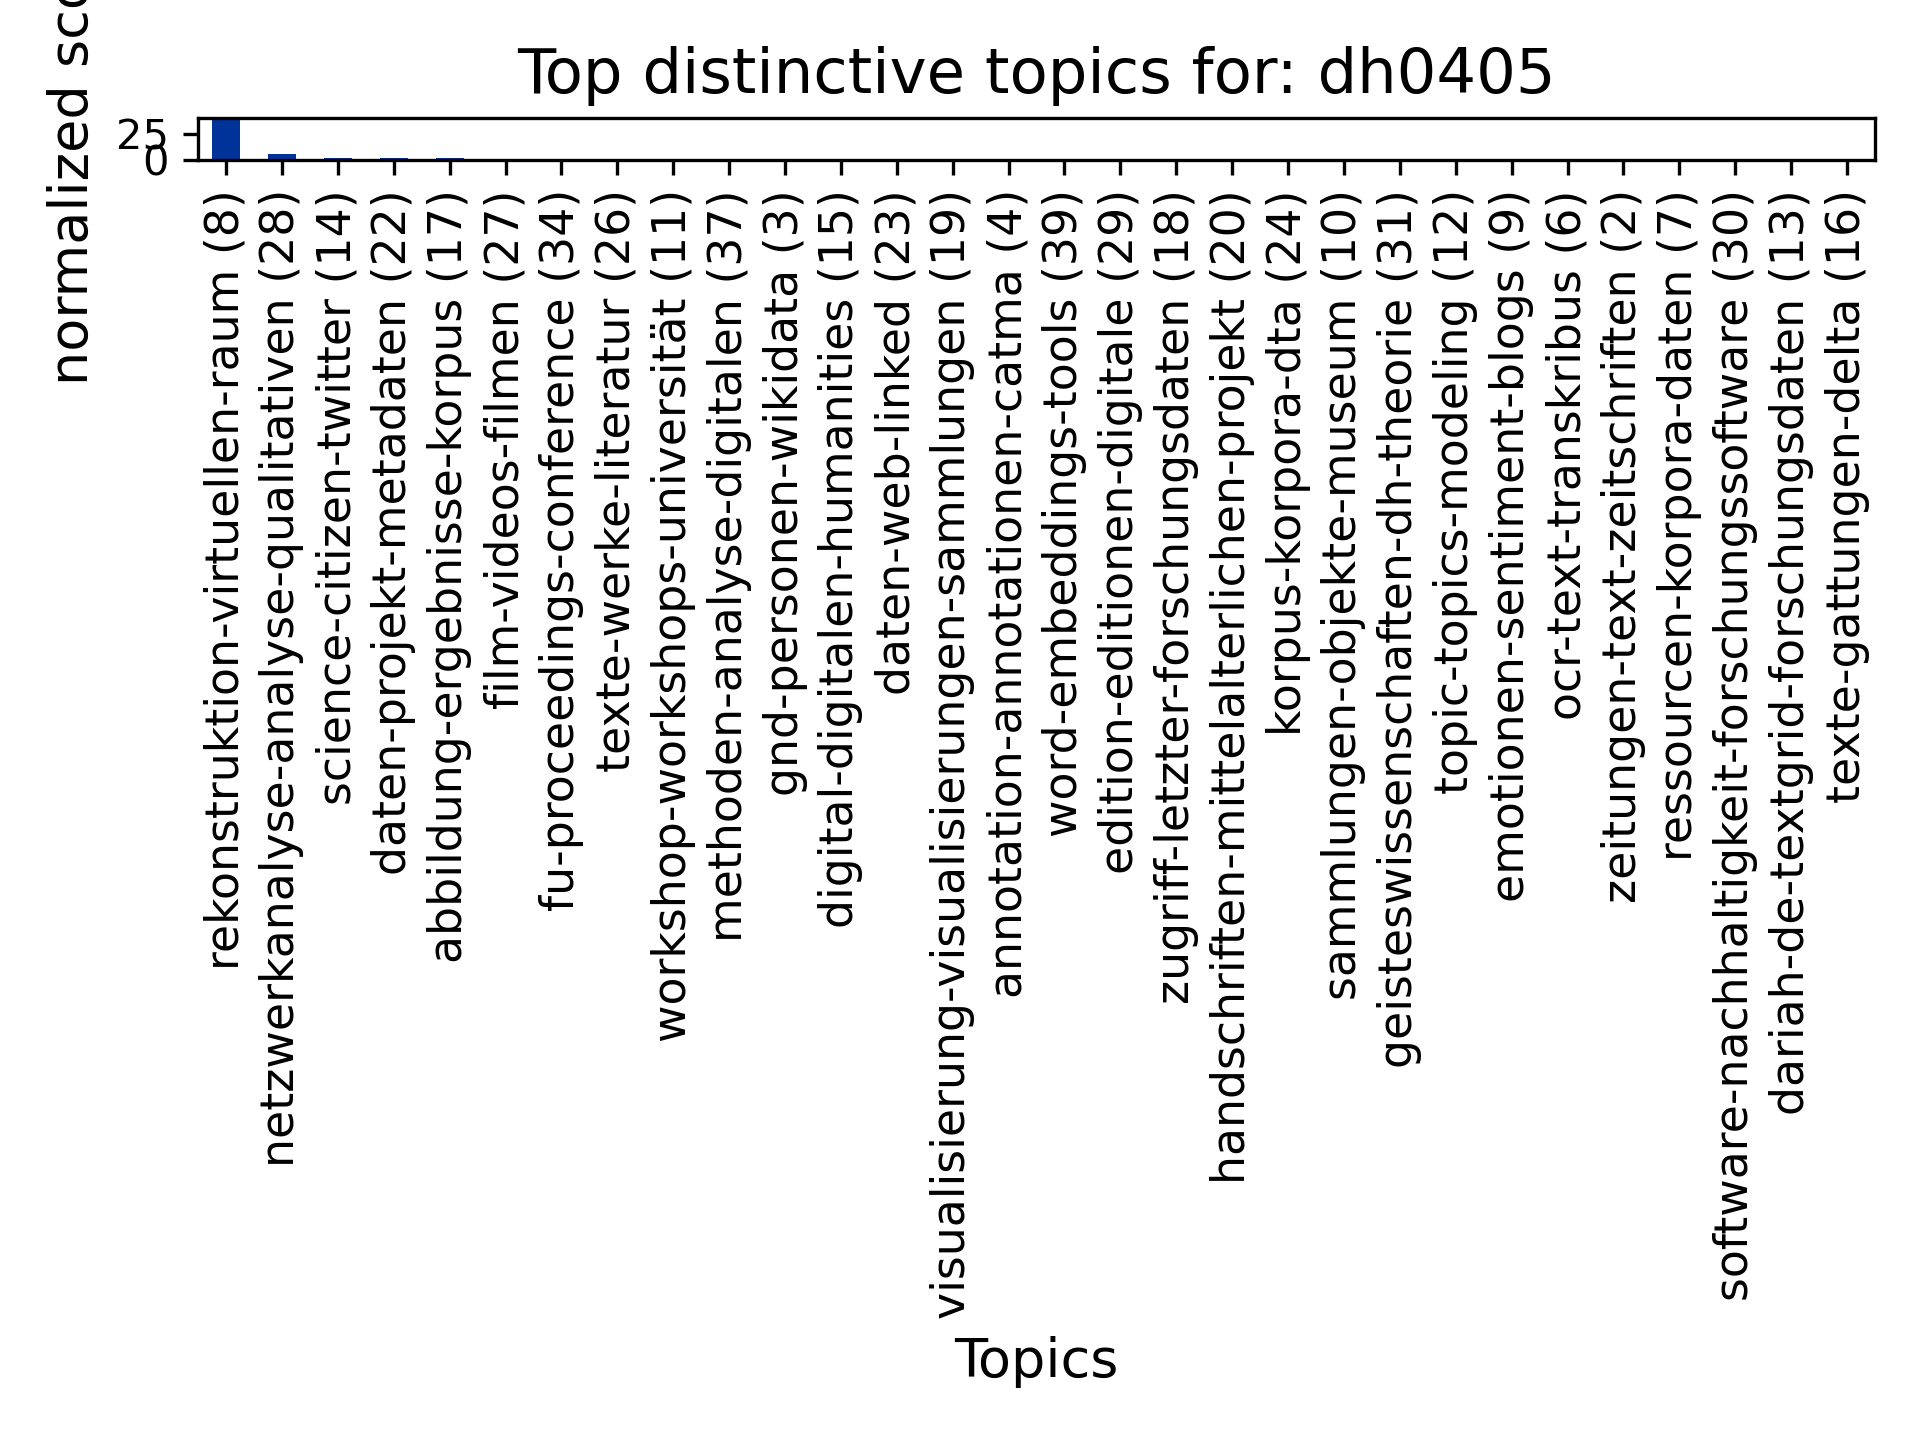 Top distinctive topics for: dh0405
normalized sco
25
0
rekonstruktion-virtuellen-raum (8)
netzwerkanalyse-analyse-qualitativen (28)
science-citizen-twitter (14)
daten-projekt-metadaten (22)
abbildung-ergebnisse-korpus (17)
film-videos-filmen (27)
fu-proceedings-conference (34)
texte-werke-literatur (26)
workshop-workshops-universität (11)
methoden-analyse-digitalen (37)
gnd-personen-wikidata (3)
digital-digitalen-humanities (15)
daten-web-linked (23)
visualisierung-visualisierungen-sammlungen (19)
annotation-annotationen-catma (4)
word-embeddings-tools (39)
edition-editionen-digitale (29)
zugriff-letzter-forschungsdaten (18)
handschriften-mittelalterlichen-projekt (20)
korpus-korpora-dta (24)
sammlungen-objekte-museum (10)
geisteswissenschaften-dh-theorie (31)
topic-topics-modeling (12)
emotionen-sentiment-blogs (9)
ocr-text-transkribus (6)
zeitungen-text-zeitschriften (2)
ressourcen-korpora-daten (7)
software-nachhaltigkeit-forschungssoftware (30)
dariah-de-textgrid-forschungsdaten (13)
texte-gattungen-delta (16)
Topics